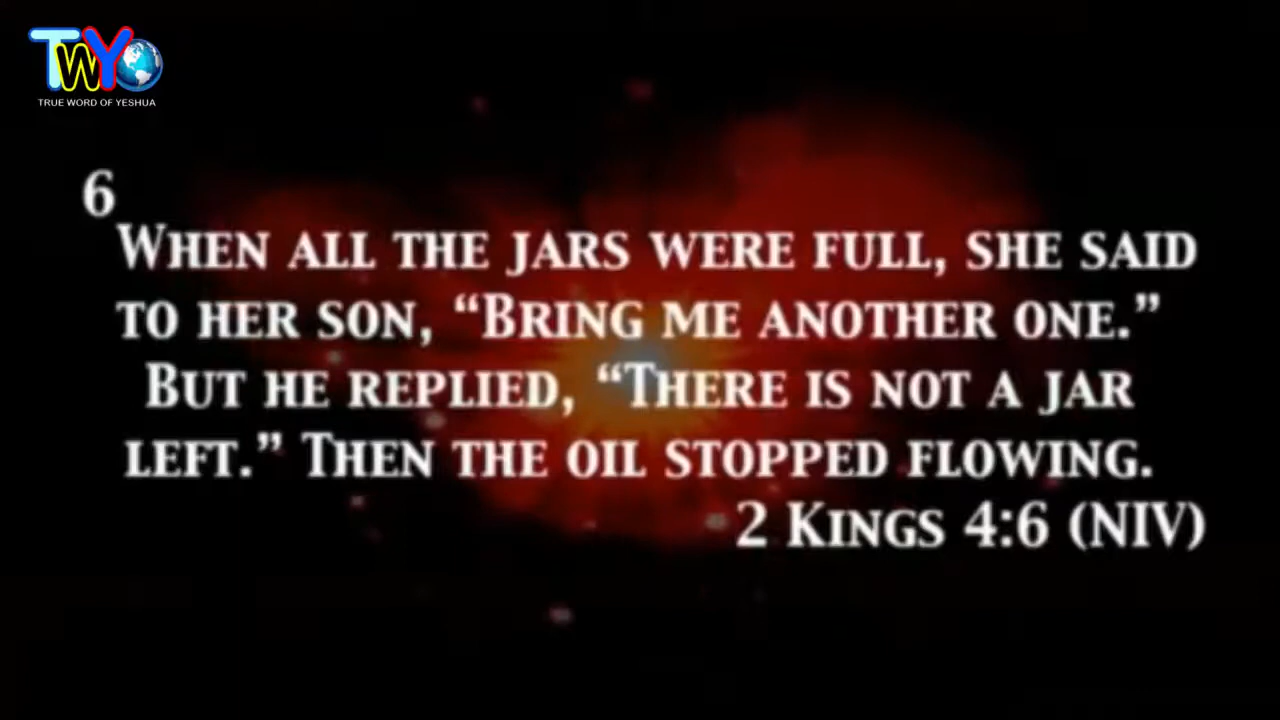 TWY
TRUE WORD OF YESHUA
6
WHEN ALL THE JARS WERE FULL, SHE SAID
TO HER SON, “BRING ME ANOTHER ONE.”
BUT HE REPLIED, “THERE IS NOT A JAR
LEFT.” THEN THE OIL STOPPED FLOWING.
2 KINGS 4:6 (NIV)